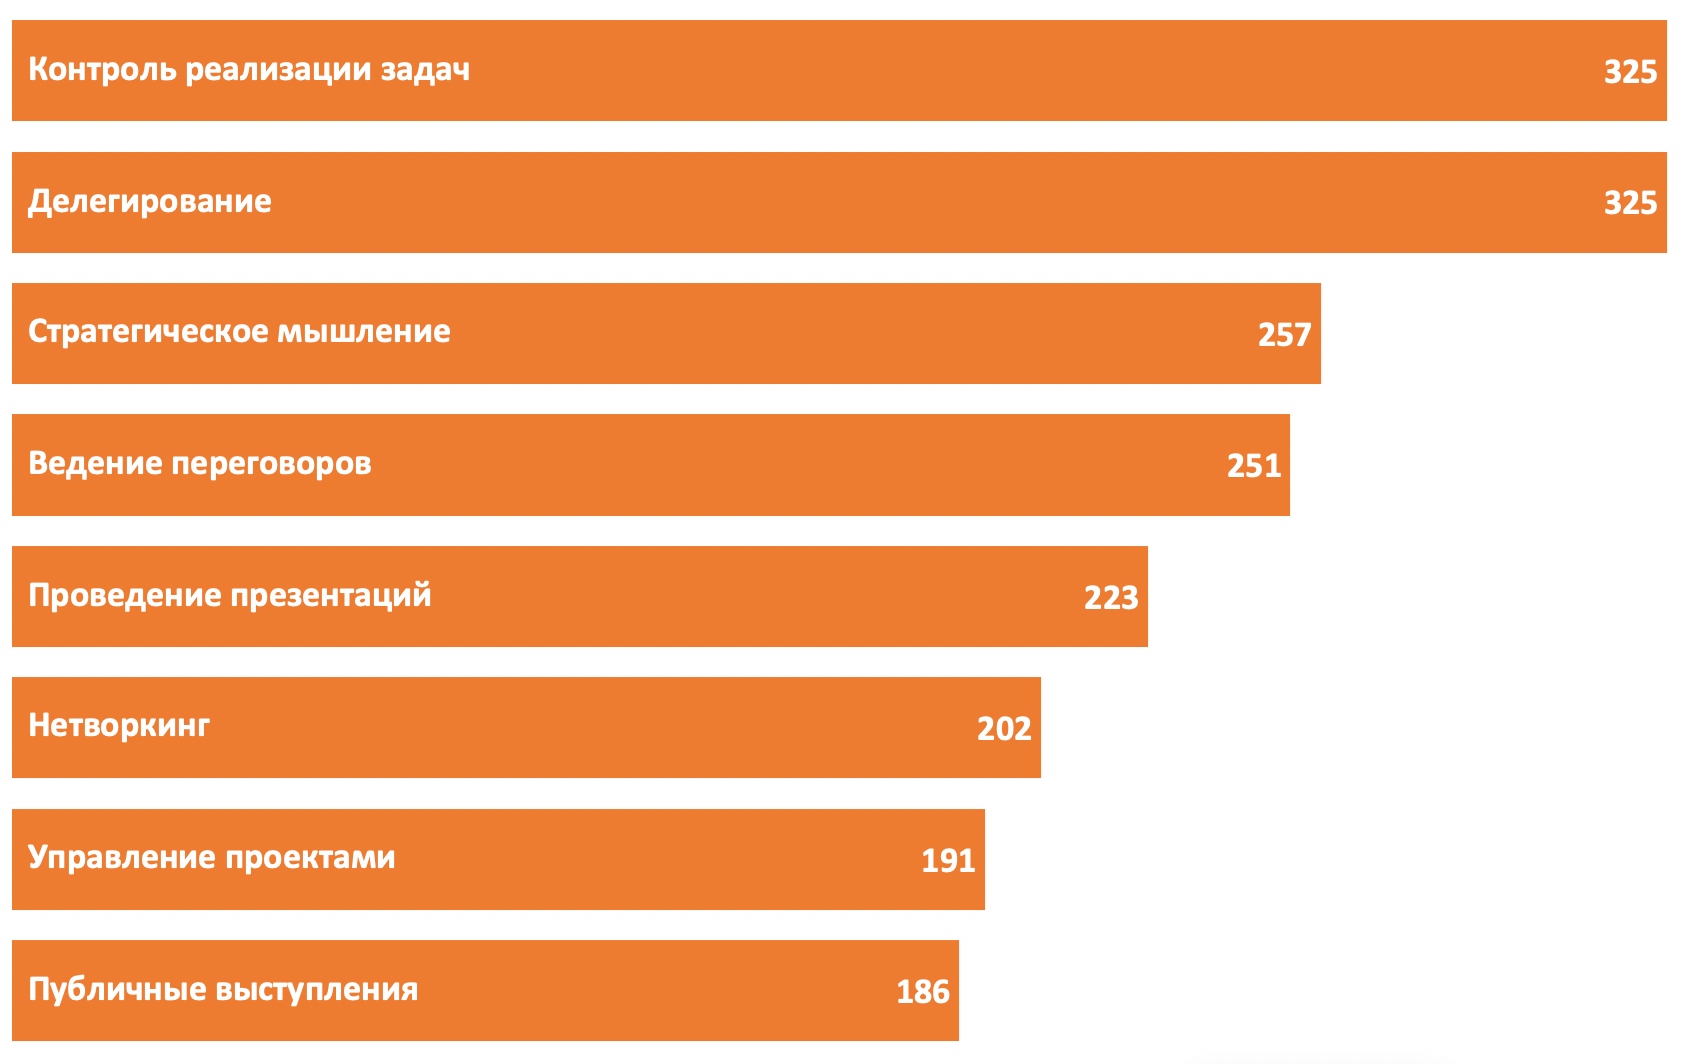 Контроль реализации задач 325
Делегирование 325
Стратегическое мышление 257
Ведение переговоров 251
Проведение презентаций 223
Нетворкинг 202
Управление проектами 191
Публичные выступления 186